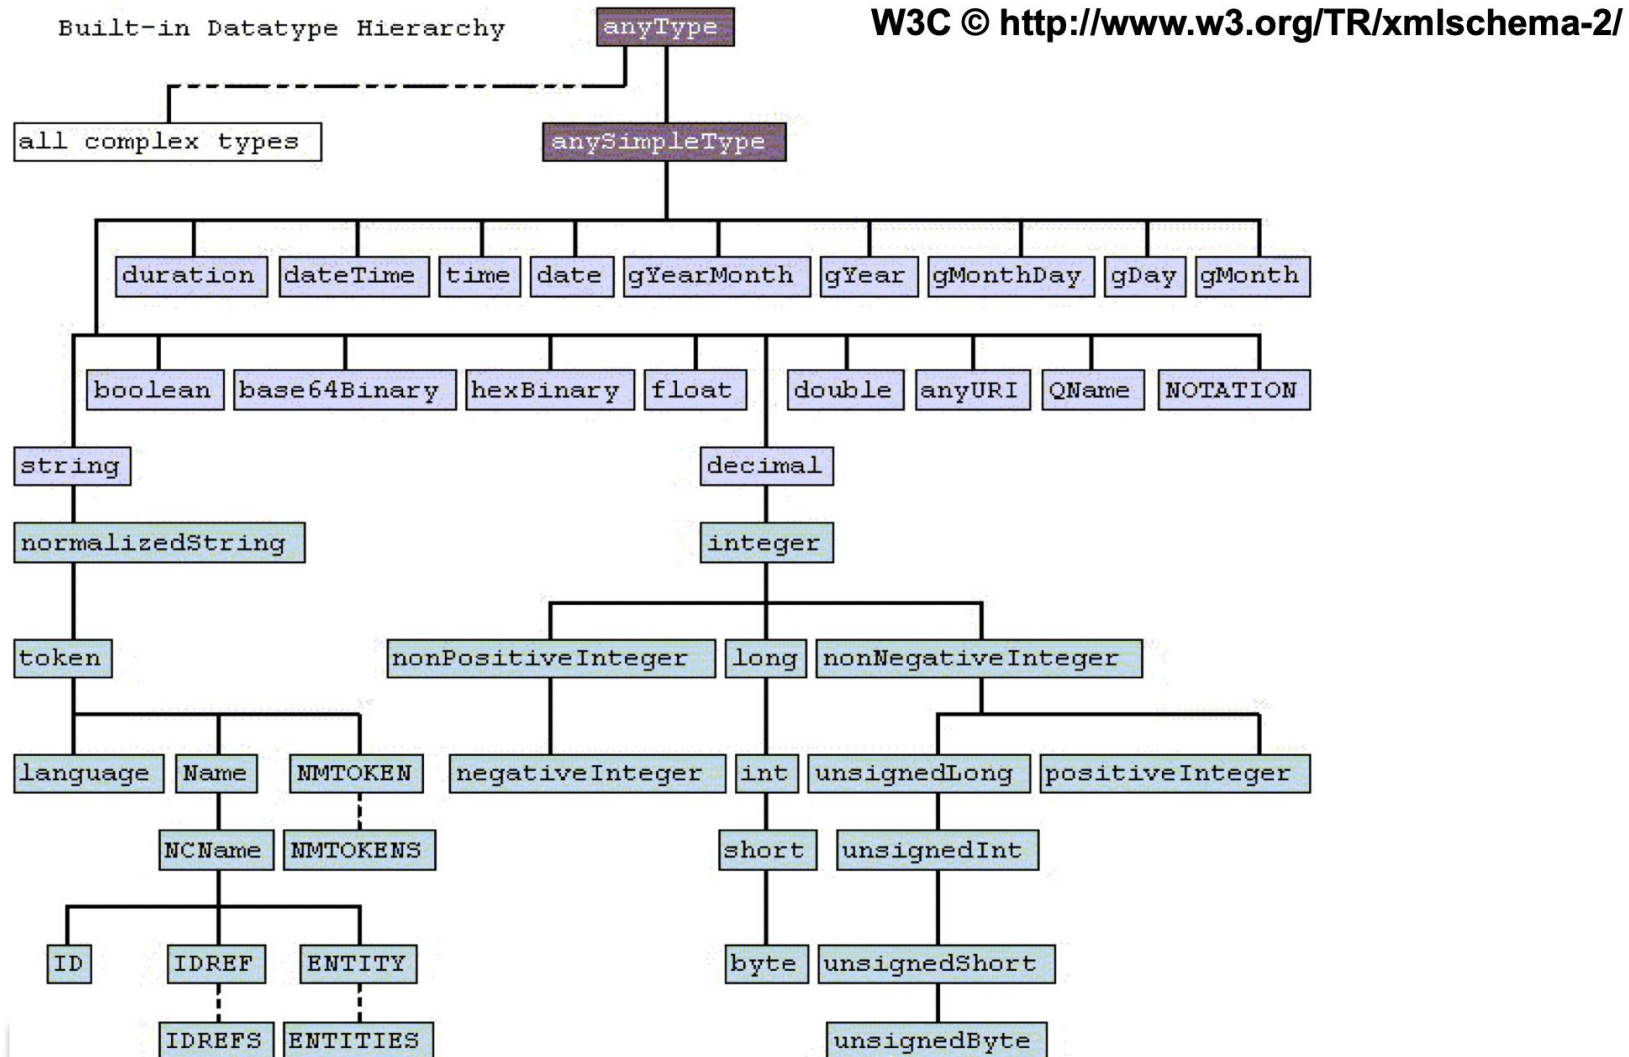 Built-in Datatype Hierarchy
anyType
W3C © http://www.w3.org/TR/xmlschema-2/
all complex types
anySimpleType
duration
dateTime
time
date
gYearMonth
gYear
gMonthDay
gDay
gMonth
boolean
base64Binary
hexBinary
float
double
anyURI
QName
NOTATION
string
decimal
normalizedString
integer
token
nonPositiveInteger
long
nonNegativeInteger
language
Name
NMTOKEN
negativeInteger
int
unsignedLong
positiveInteger
NCName
NMTOKENS
short
unsignedInt
ID
IDREF
ENTITY
byte
unsignedShort
IDREFS
ENTITIES
unsignedByte